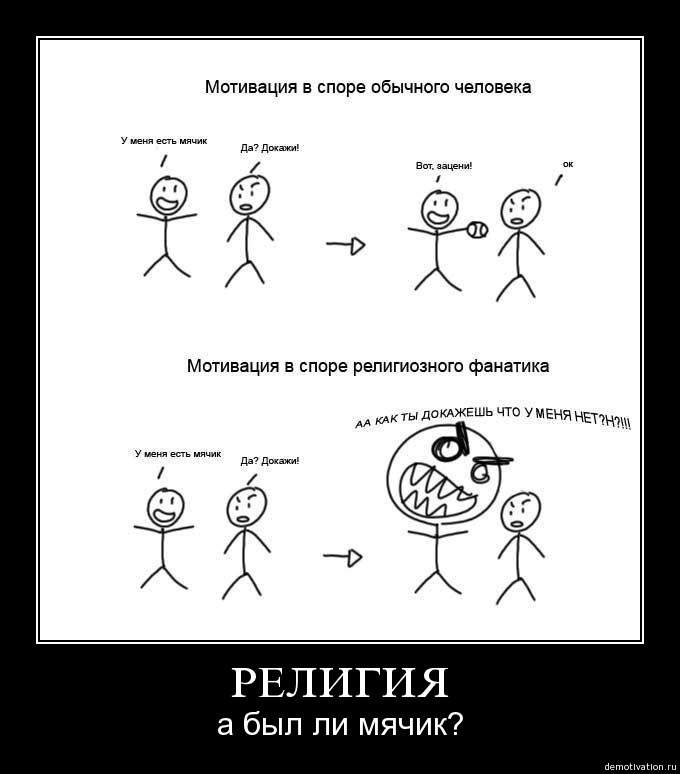 Мотивация в споре обычного человека
У меня есть мячик
Да? Докажи!
Вот, зацени!
ок
Мотивация в споре религиозного фанатика
У меня есть мячик
Да? Докажи!
АА КАК ТЫ ДОКАЖЕШЬ ЧТО У МЕНЯ НЕТ?Н?!!!
РЕЛИГИЯ
а был ли мячик?
demotivation.ru